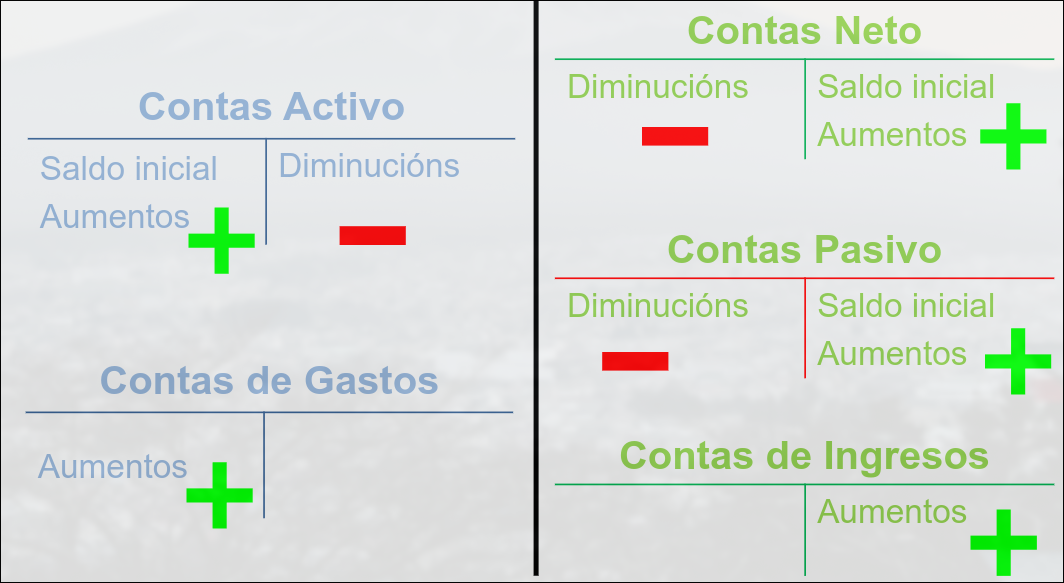 Contas Activo
Saldo inicial
Aumentos
Diminucións
Contas de Gastos
Aumentos
Contas Neto
Diminucións
Saldo inicial
Aumentos
Contas Pasivo
Diminucións
Saldo inicial
Aumentos
Contas de Ingresos
Aumentos